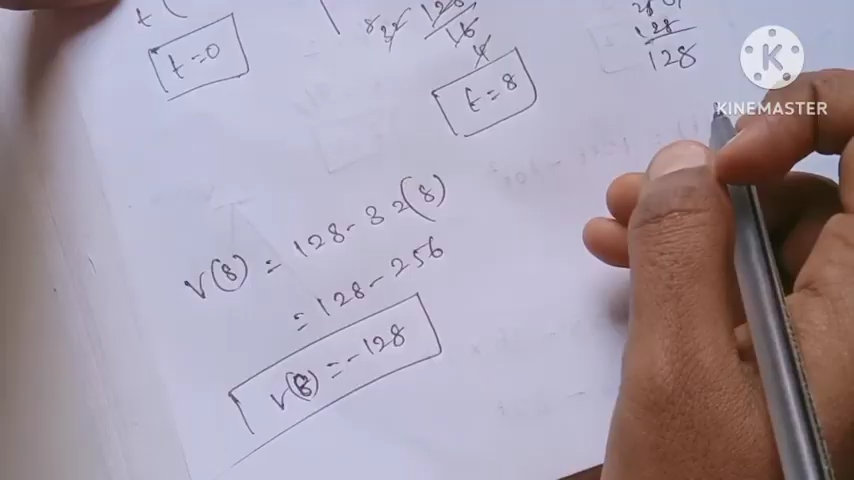 t(
t=0
128
16
t=8
128
128
V(8) = 128-32(8)
= 128-256
V(8) = -128
K
KINEMASTER